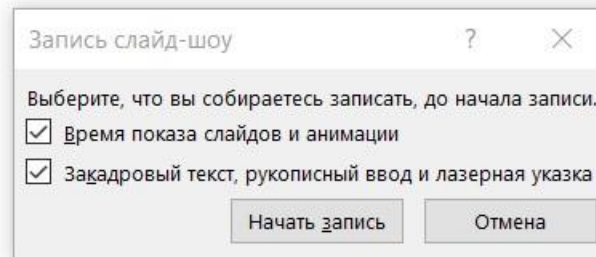 Запись слайд-шоу ?
Выберите, что вы собираетесь записать, до начала записи.
Время показа слайдов и анимации
Закадровый текст, рукописный ввод и лазерная указка
Начать запись Отмена